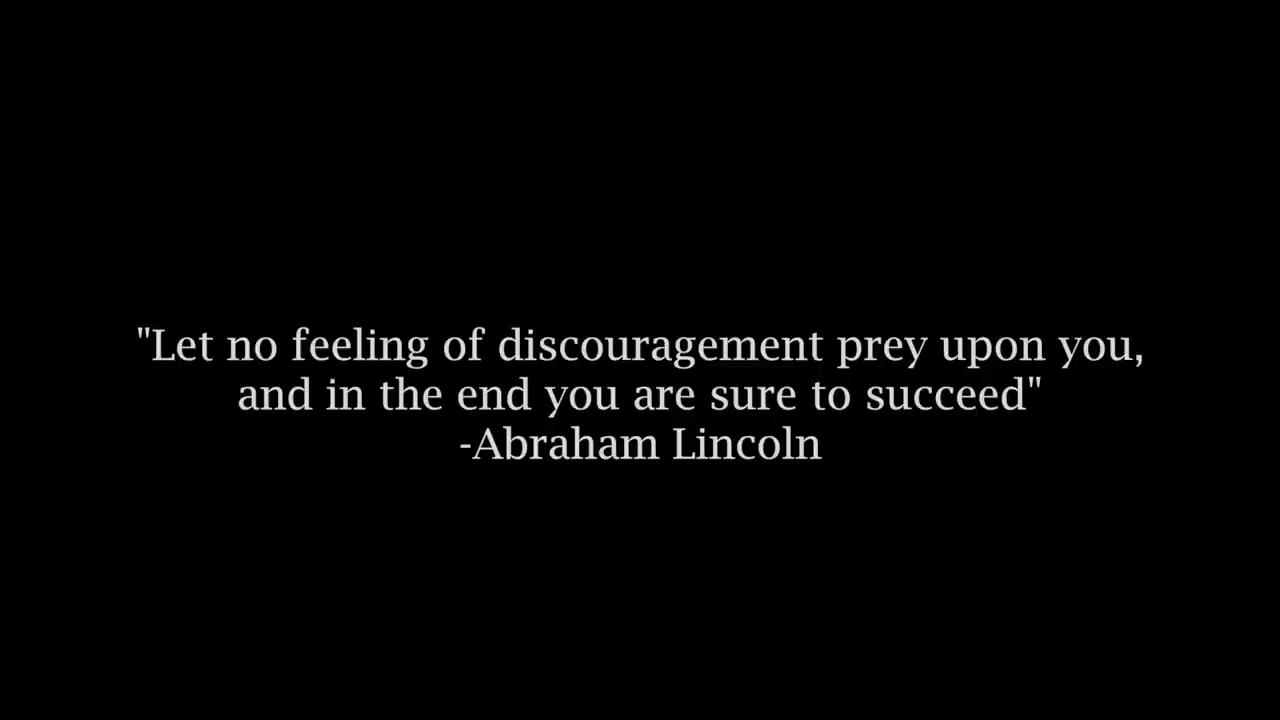 "Let no feeling of discouragement prey upon you,
and in the end you are sure to succeed"
-Abraham Lincoln